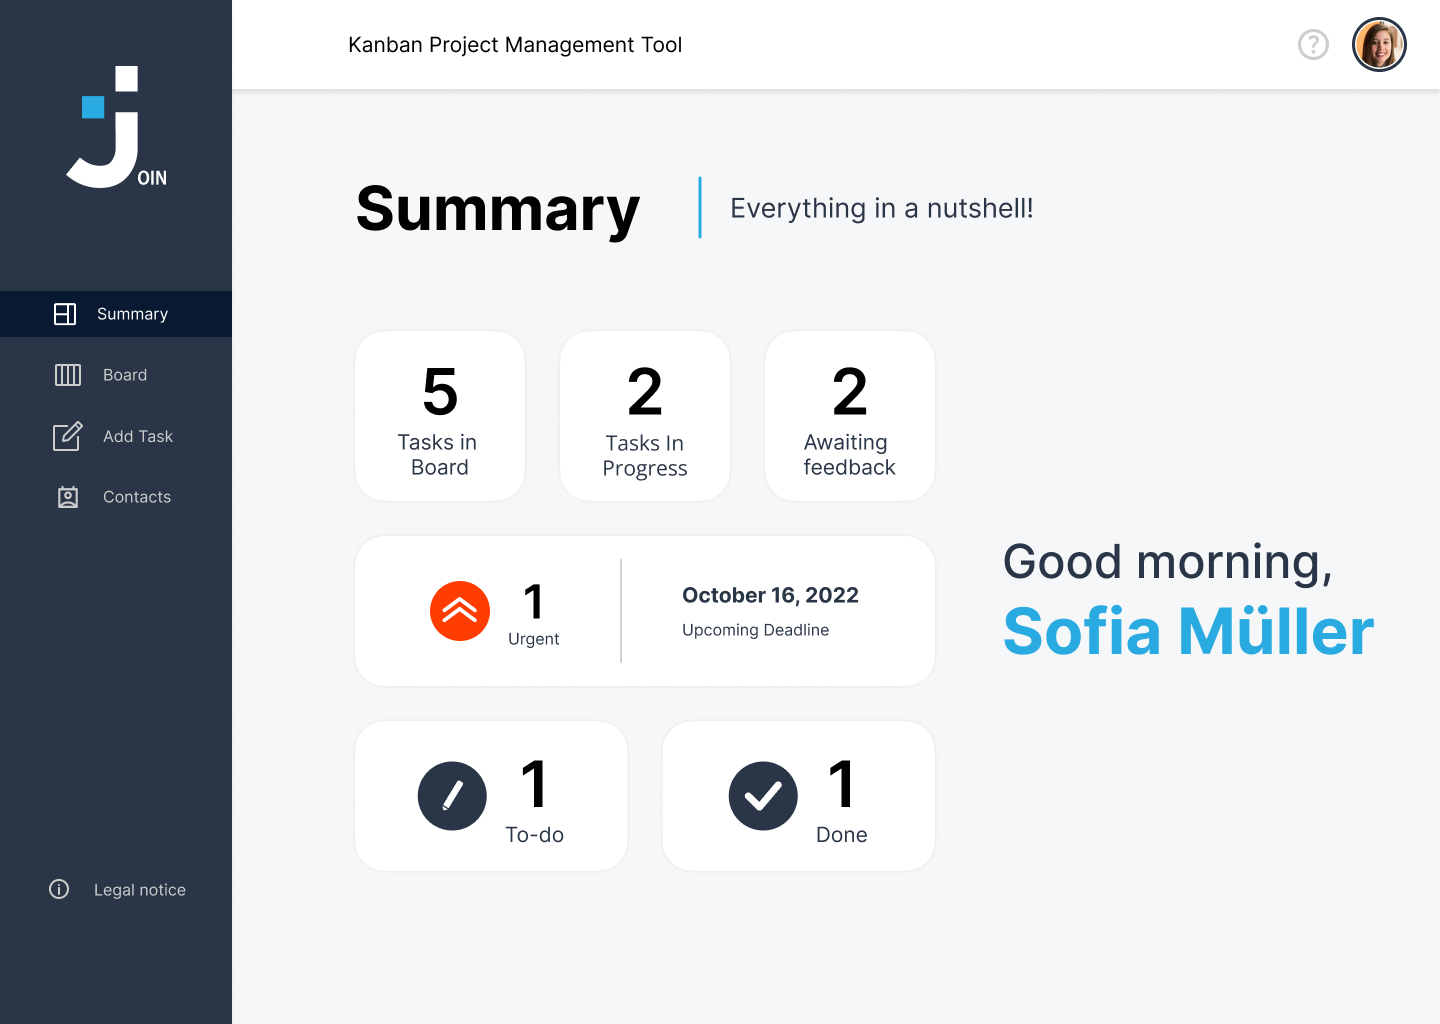 Kanban Project Management Tool
JOIN
Summary
Board
Add Task
Contacts
Legal notice
Summary
Everything in a nutshell!
5
Tasks in
Board
2
Tasks In
Progress
2
Awaiting
feedback
1
Urgent
October 16, 2022
Upcoming Deadline
Good morning,
Sofia Müller
1
To-do
1
Done